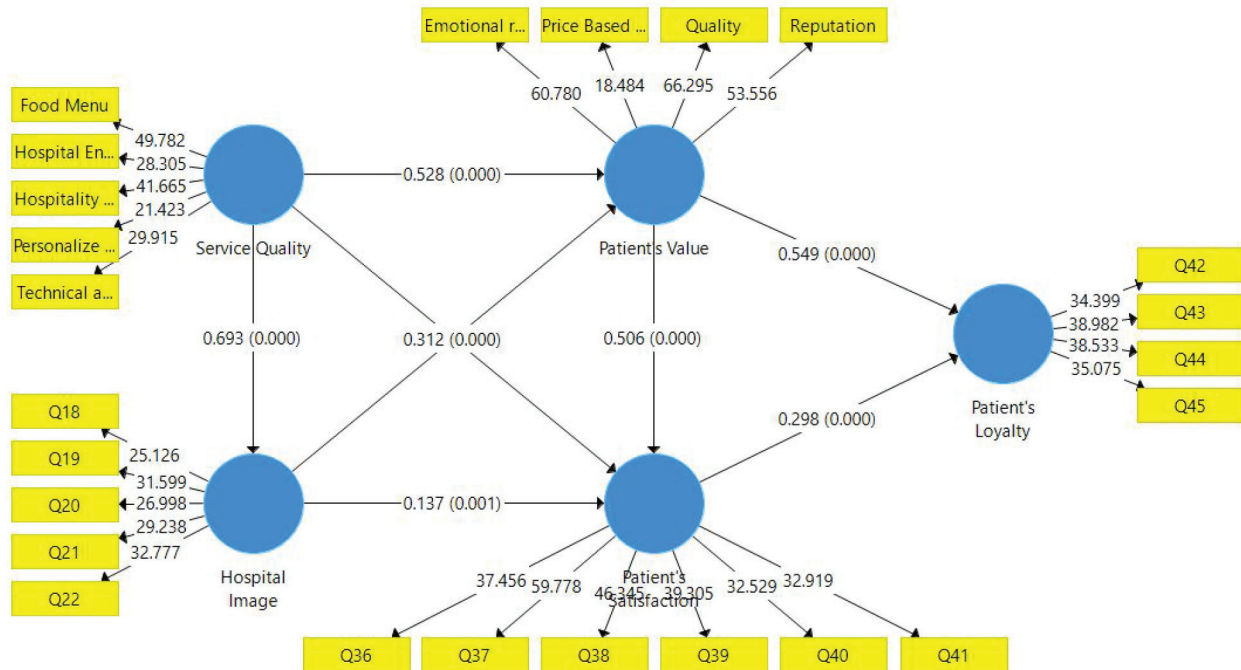 Emotional r...
Price Based ...
Quality
Reputation
60.780
18.484
66.295
53.556
Food Menu
Hospital En...
Hospitality ...
Personalize ...
Technical a...
49.782
28.305
41.665
21.423
29.915
Service Quality
0.528 (0.000)
Patient's Value
0.549 (0.000)
0.693 (0.000)
0.312 (0.000)
0.506 (0.000)
0.298 (0.000)
Patient's
Loyalty
34.399
38.982
38.533
35.075
Q42
Q43
Q44
Q45
Q18
Q19
Q20
Q21
Q22
25.126
31.599
26.998
29.238
32.777
Hospital
Image
0.137 (0.001)
Patient's
Satisfaction
37.456
59.778
46.345
39.305
32.529
32.919
Q36
Q37
Q38
Q39
Q40
Q41